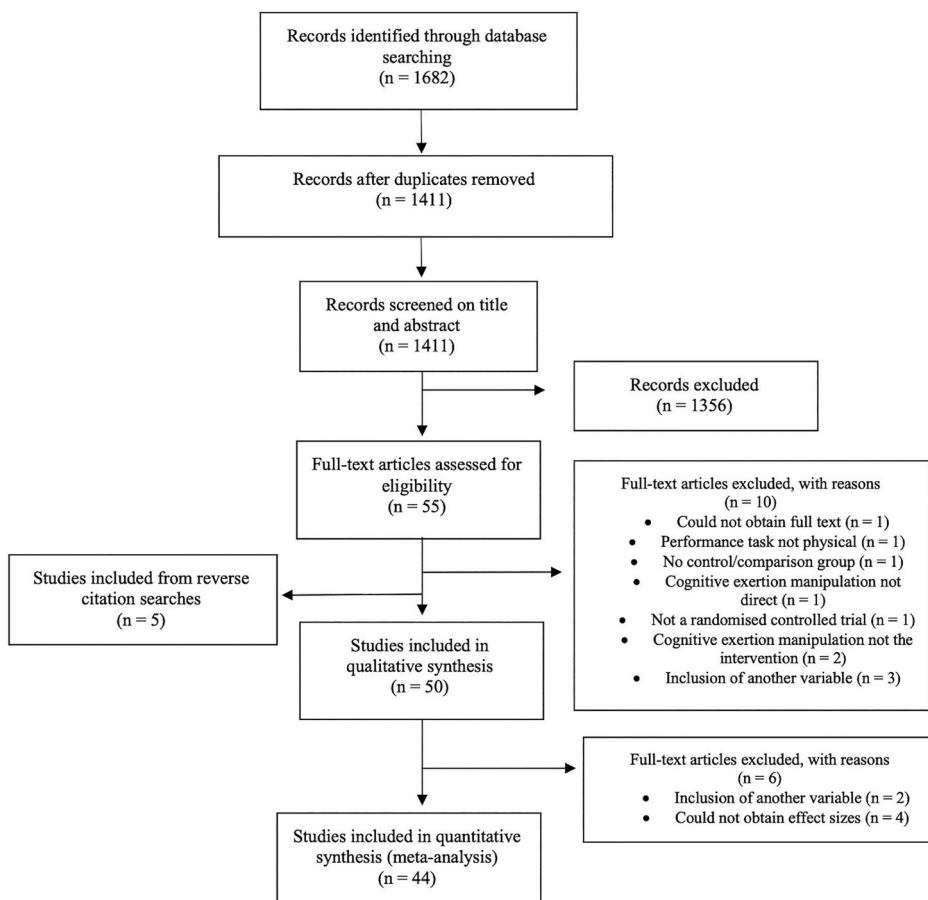 Records identified through database
searching
(n = 1682)
Records after duplicates removed
(n = 1411)
Records screened on title
and abstract
(n = 1411)
Records excluded
(n = 1356)
Full-text articles assessed for
eligibility
(n = 55)
Full-text articles excluded, with reasons
(n = 10)
• Could not obtain full text (n = 1)
• Performance task not physical (n = 1)
• No control/comparison group (n = 1)
• Cognitive exertion manipulation not
direct (n = 1)
• Not a randomised controlled trial (n = 1)
• Cognitive exertion manipulation not the
intervention (n = 2)
• Inclusion of another variable (n = 3)
Studies included from reverse
citation searches
(n = 5)
Studies included in
qualitative synthesis
(n = 50)
Full-text articles excluded, with reasons
(n = 6)
• Inclusion of another variable (n = 2)
• Could not obtain effect sizes (n = 4)
Studies included in quantitative
synthesis (meta-analysis)
(n = 44)